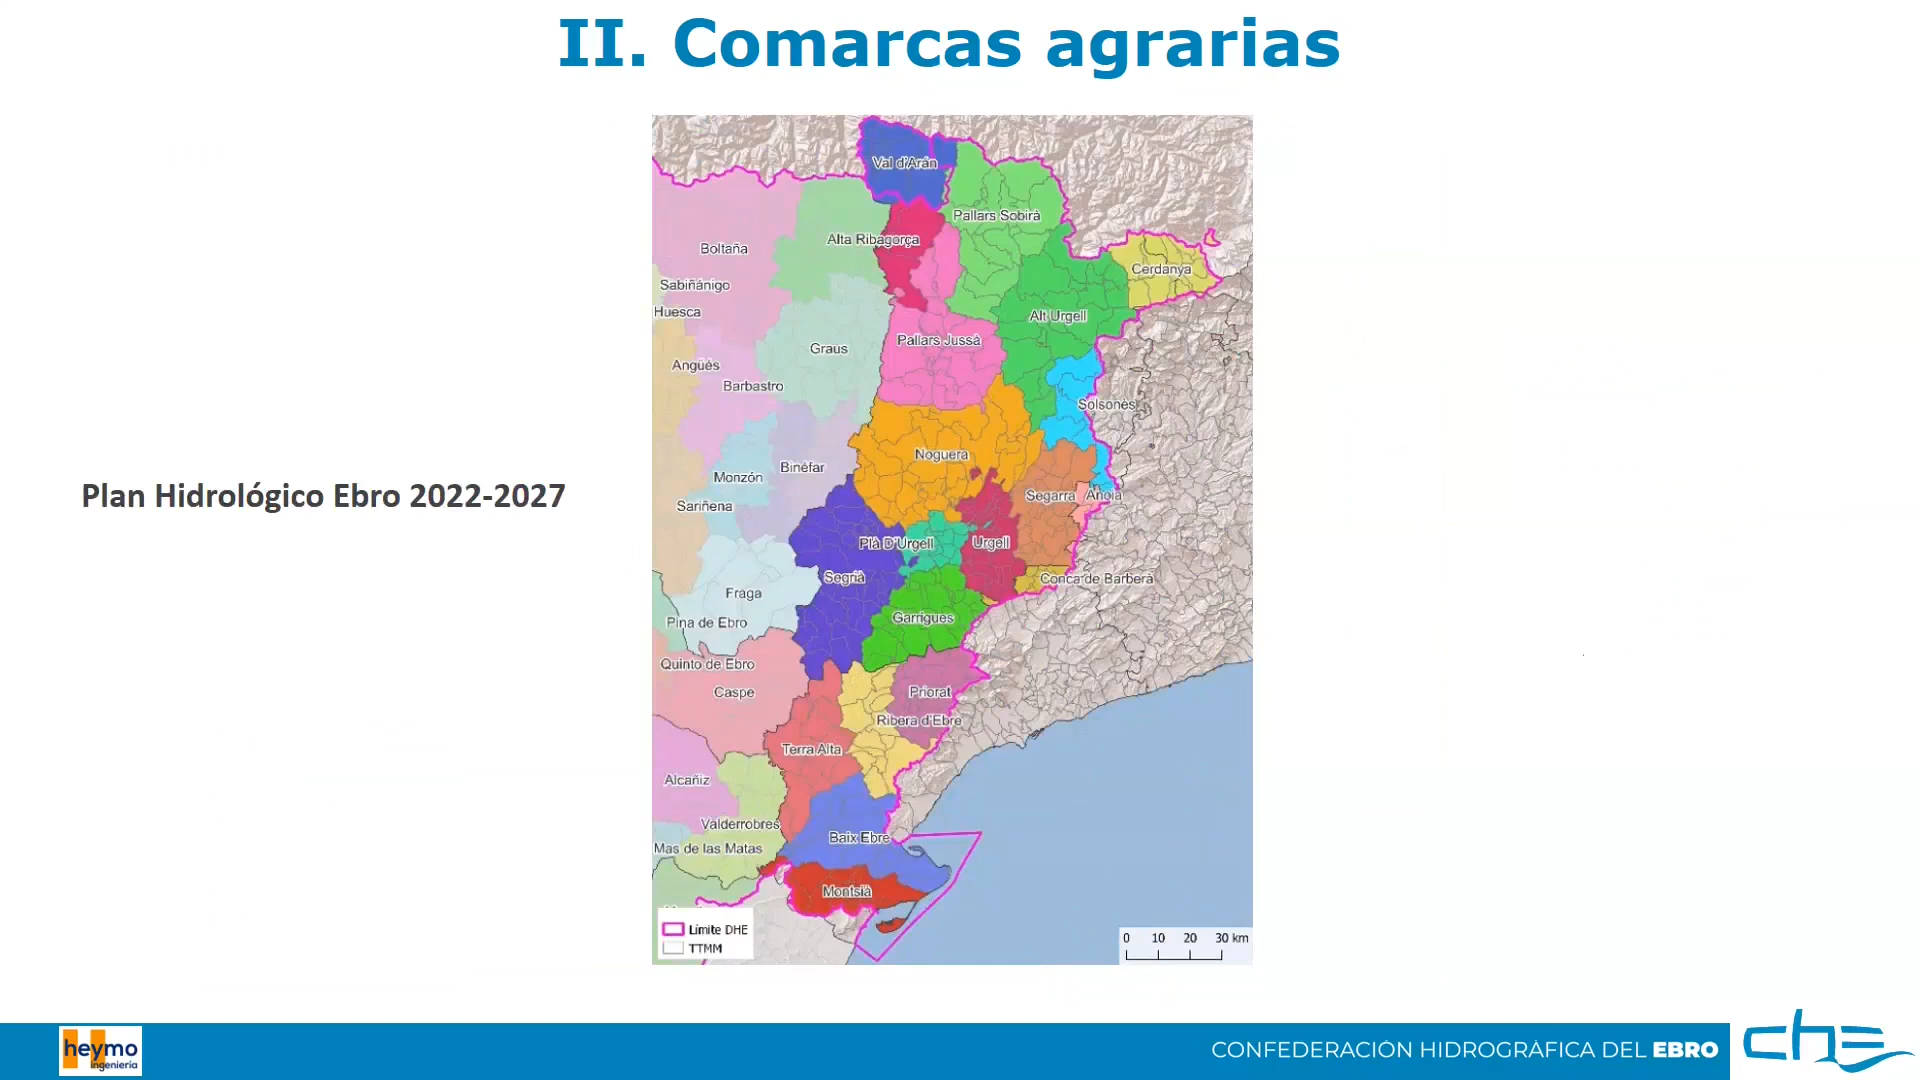 II. Comarcas agrarias
Val d'Arán
Pallars Sobirà
Alta Ribagorça
Boltaña
Cerdanya
Sabiñánigo
Huesca
Alt Urgell
Pallars Jussà
Graus
Angüés
Barbastro
Solsonès
Noguera
Binéfar
Monzón
Plan Hidrológico Ebro 2022-2027
Segarra
Anoia
Sariñena
Plà D'Urgell
Urgell
Segrià
Conca de Barberà
Fraga
Garrigues
Pina de Ebro
Quinto de Ebro
Caspe
Priorat
Ribera d'Ebre
Terra Alta
Alcañiz
Valderrobres
Baix Ebre
Mas de las Matas
Montsià
Límite DHE
TTMM
0 10 20 30 km
heymo
ingeniería
CONFEDERACIÓN HIDROGRÁFICA DEL EBRO
che